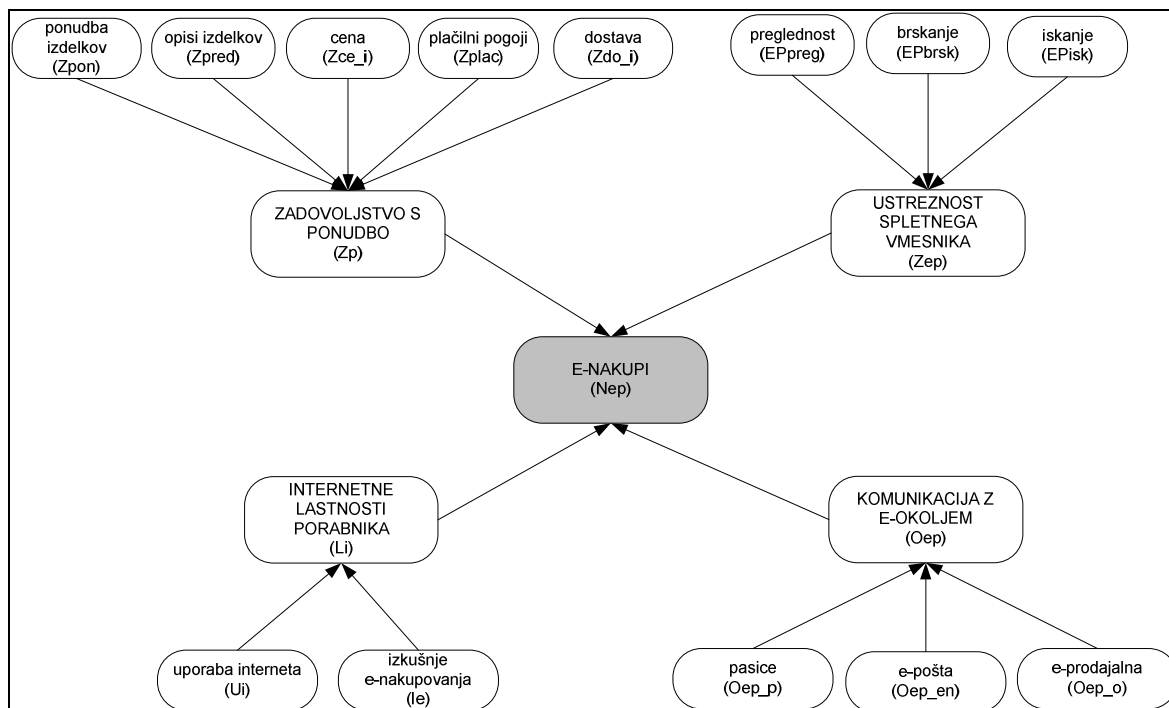 ponudba
izdelkov
(Zpon)
opisi izdelkov
(Zpred)
cena
(Zce_i)
plačilni pogoji
(Zplac)
dostava
(Zdo_i)
preglednost
(EPpreg)
brskanje
(EPbrsk)
iskanje
(EPisk)
ZADOVOLJSTVO S
PONUDBO
(Zp)
USTREZNOST
SPLETNEGA
VMESNIKA
(Zep)
E-NAKUPI
(Nep)
INTERNETNE
LASTNOSTI
PORABNIKA
(Li)
KOMUNIKACIJA Z
E-OKOLJEM
(Oep)
uporaba interneta
(Ui)
izkušnje
e-nakupovanja
(Ie)
pasice
(Oep_p)
e-pošta
(Oep_en)
e-prodajalna
(Oep_o)